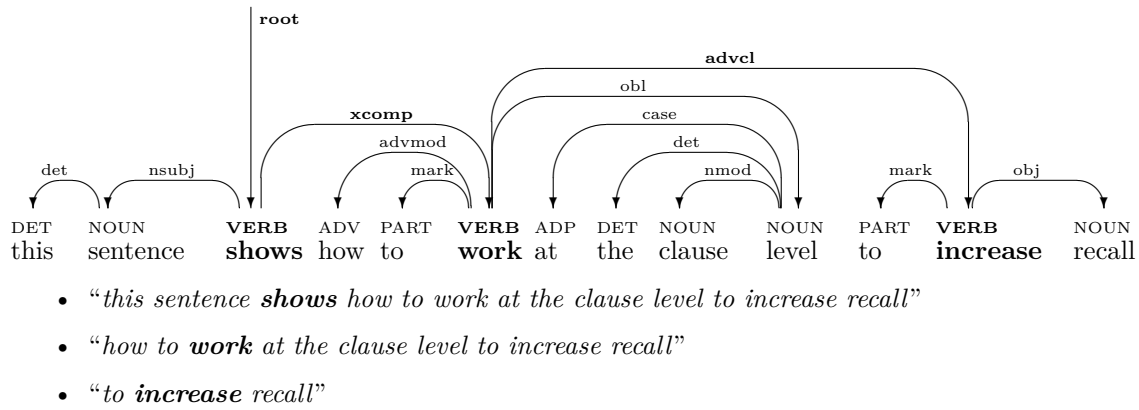 root
advcl
obl
xcomp case
advmod det
det nsubj mark nmod mark obj
DET NOUN VERB ADV PART VERB ADP DET NOUN NOUN PART VERB NOUN
this sentence shows how to work at the clause level to increase recall
• “this sentence shows how to work at the clause level to increase recall”
• “how to work at the clause level to increase recall”
• “to increase recall”